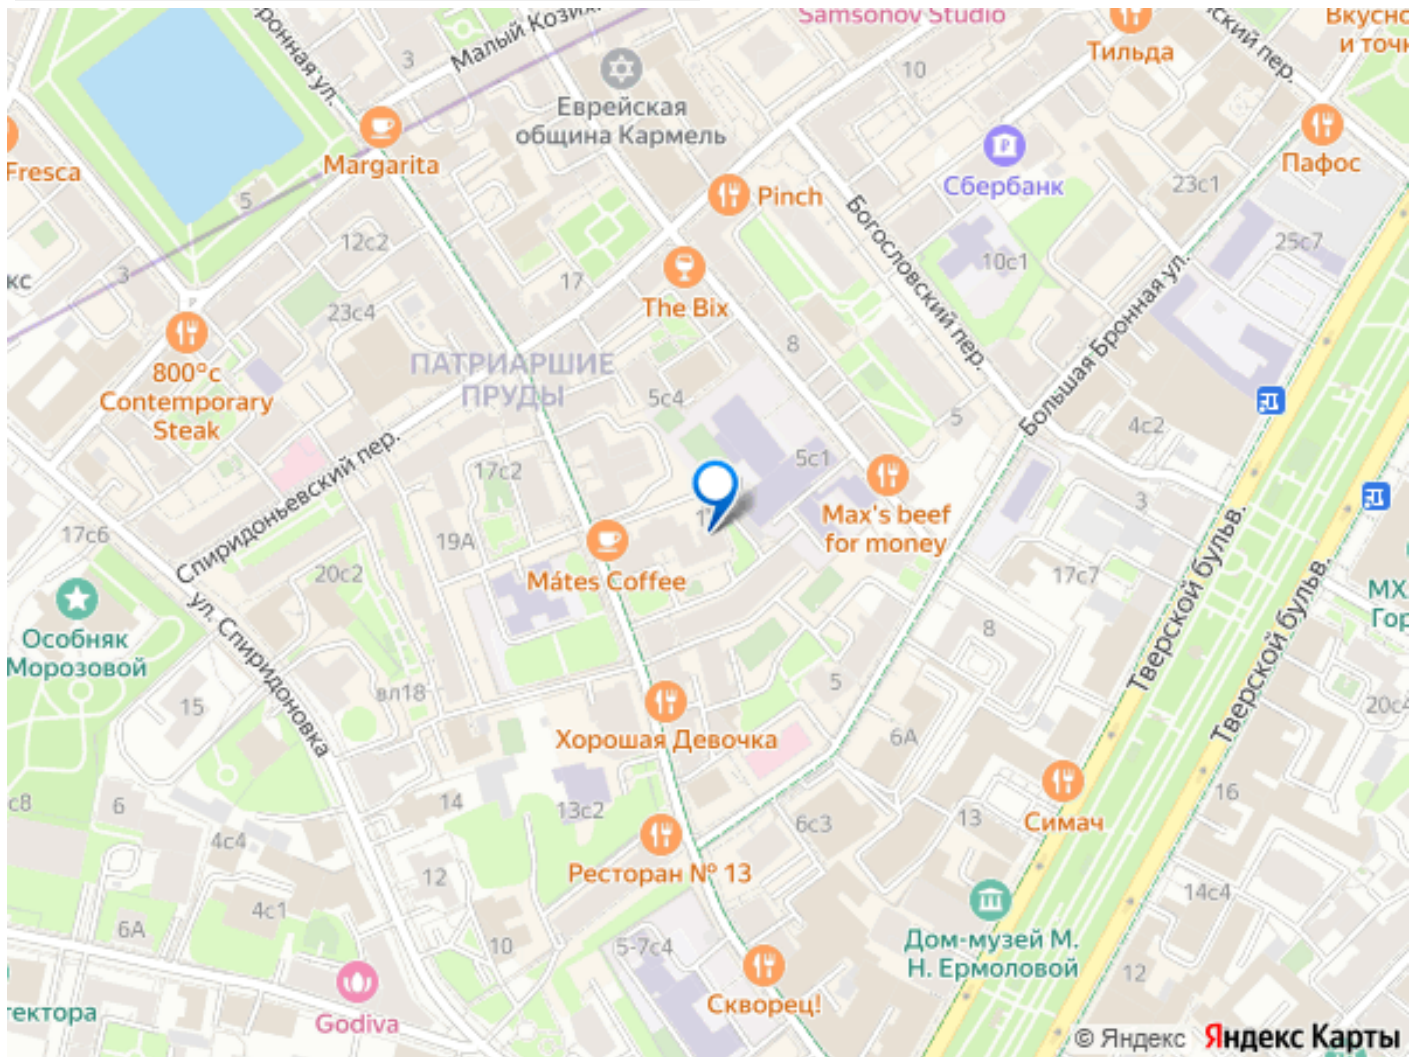 Samsonov Studio
Вкусно
и точк
Тильда
ский пер.
ронная ул.
Малый Козих
3
10
Еврейская
община Кармель
Margarita
Fresca
5
Сбербанк
Пафос
23с1
Pinch
Богословский пер.
12с2
3
кс
17
The Bix
10с1
25с7
Большая Бронная ул.
23с4
800°с
Contemporary
Steak
ПАТРИАРШИЕ
ПРУДЫ
8
5с4
5
4с2
Спиридоньевский пер.
17с2
5с1
Max's beef
for money
3
17с6
19А
1
Mátes Coffee
20с2
17с7
Тверской бульв.
Тверской бульв.
МХ
Гор
Особняк
Морозовой
ул. Спиридоновка
8
15
вл18
5
20с4
Хорошая Девочка
6А
с8
6
14
13с2
6с3
13
Симач
16
4с4
Ресторан № 13
12
14с4
4с1
6А
10
5-7с4
Дом-музей М.
Н. Ермоловой
12
Скворец!
тектора
Godiva
© Яндекс Яндекс Карты